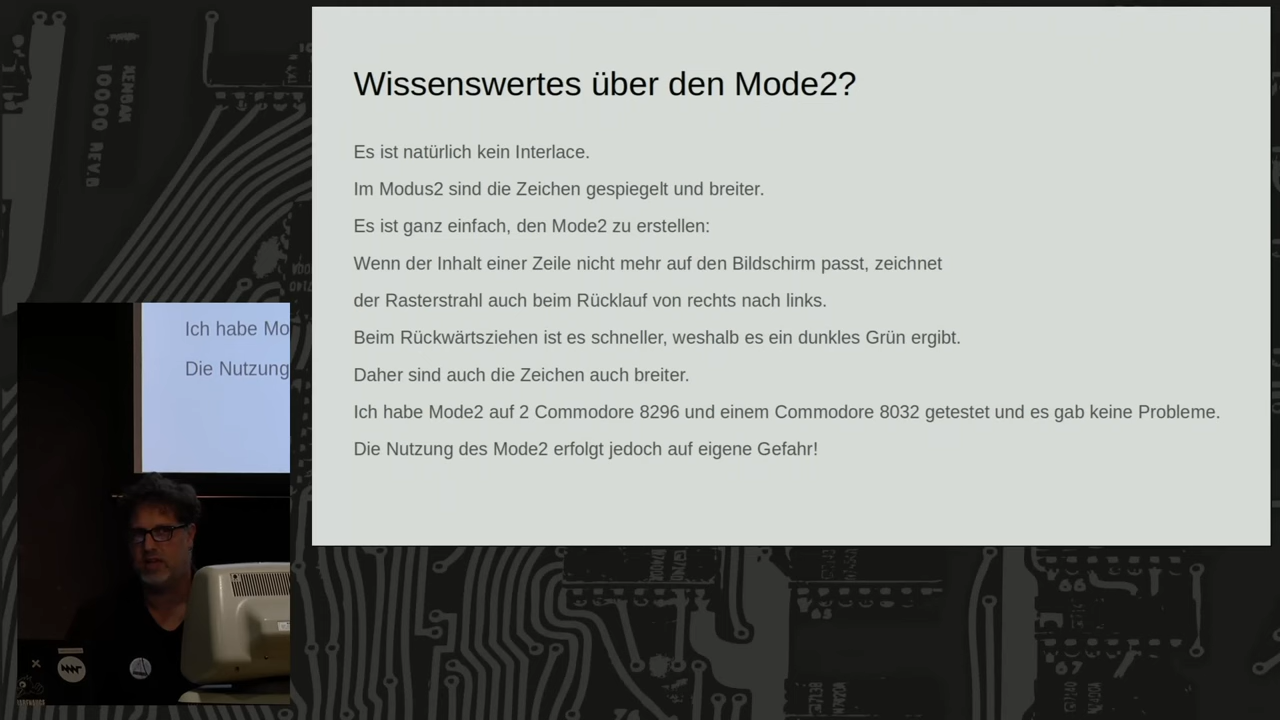 Wissenswertes über den Mode2?
Es ist natürlich kein Interlace.
Im Modus2 sind die Zeichen gespiegelt und breiter.
Es ist ganz einfach, den Mode2 zu erstellen:
Wenn der Inhalt einer Zeile nicht mehr auf den Bildschirm passt, zeichnet
der Rasterstrahl auch beim Rücklauf von rechts nach links.
Beim Rückwärtsziehen ist es schneller, weshalb es ein dunkles Grün ergibt.
Daher sind auch die Zeichen auch breiter.
Ich habe Mode2 auf 2 Commodore 8296 und einem Commodore 8032 getestet und es gab keine Probleme.
Die Nutzung des Mode2 erfolgt jedoch auf eigene Gefahr!
Ich habe Mo
Die Nutzung
10000 REV.B